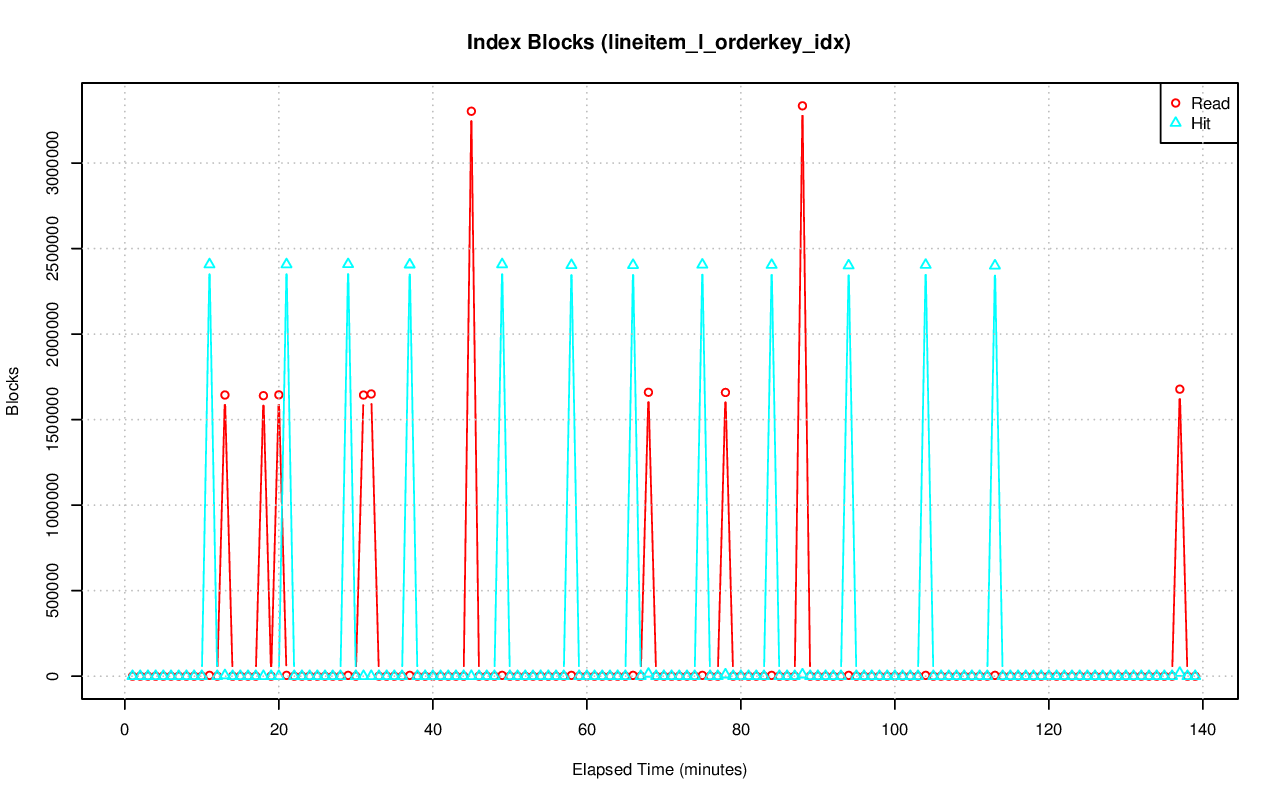 Index Blocks (lineitem_l_orderkey_idx)
Read
Hit
3000000
2500000
2000000
1500000
1000000
500000
0
Blocks
0 20 40 60 80 100 120 140
Elapsed Time (minutes)